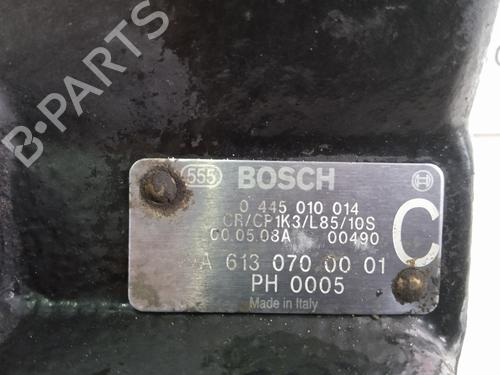 B-PARTS
555 BOSCH
0 445 010 014
CR/CP1K3/L85/10S
00.05.08A 00490
C
A 613 070 00 01
PH 0005
Made in Italy